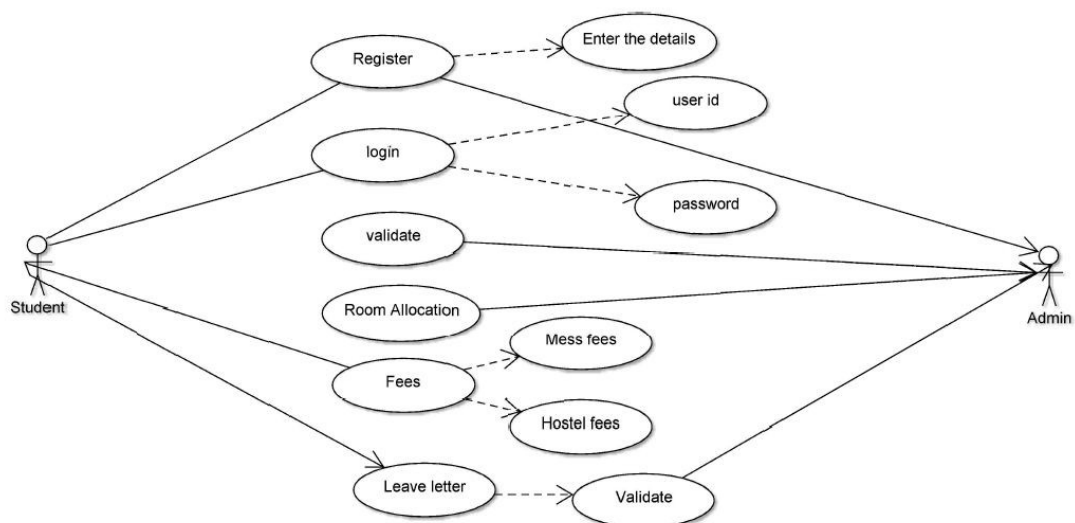 Enter the details
Register
user id
login
password
validate
Student
Room Allocation
Admin
Mess fees
Fees
Hostel fees
Leave letter
Validate